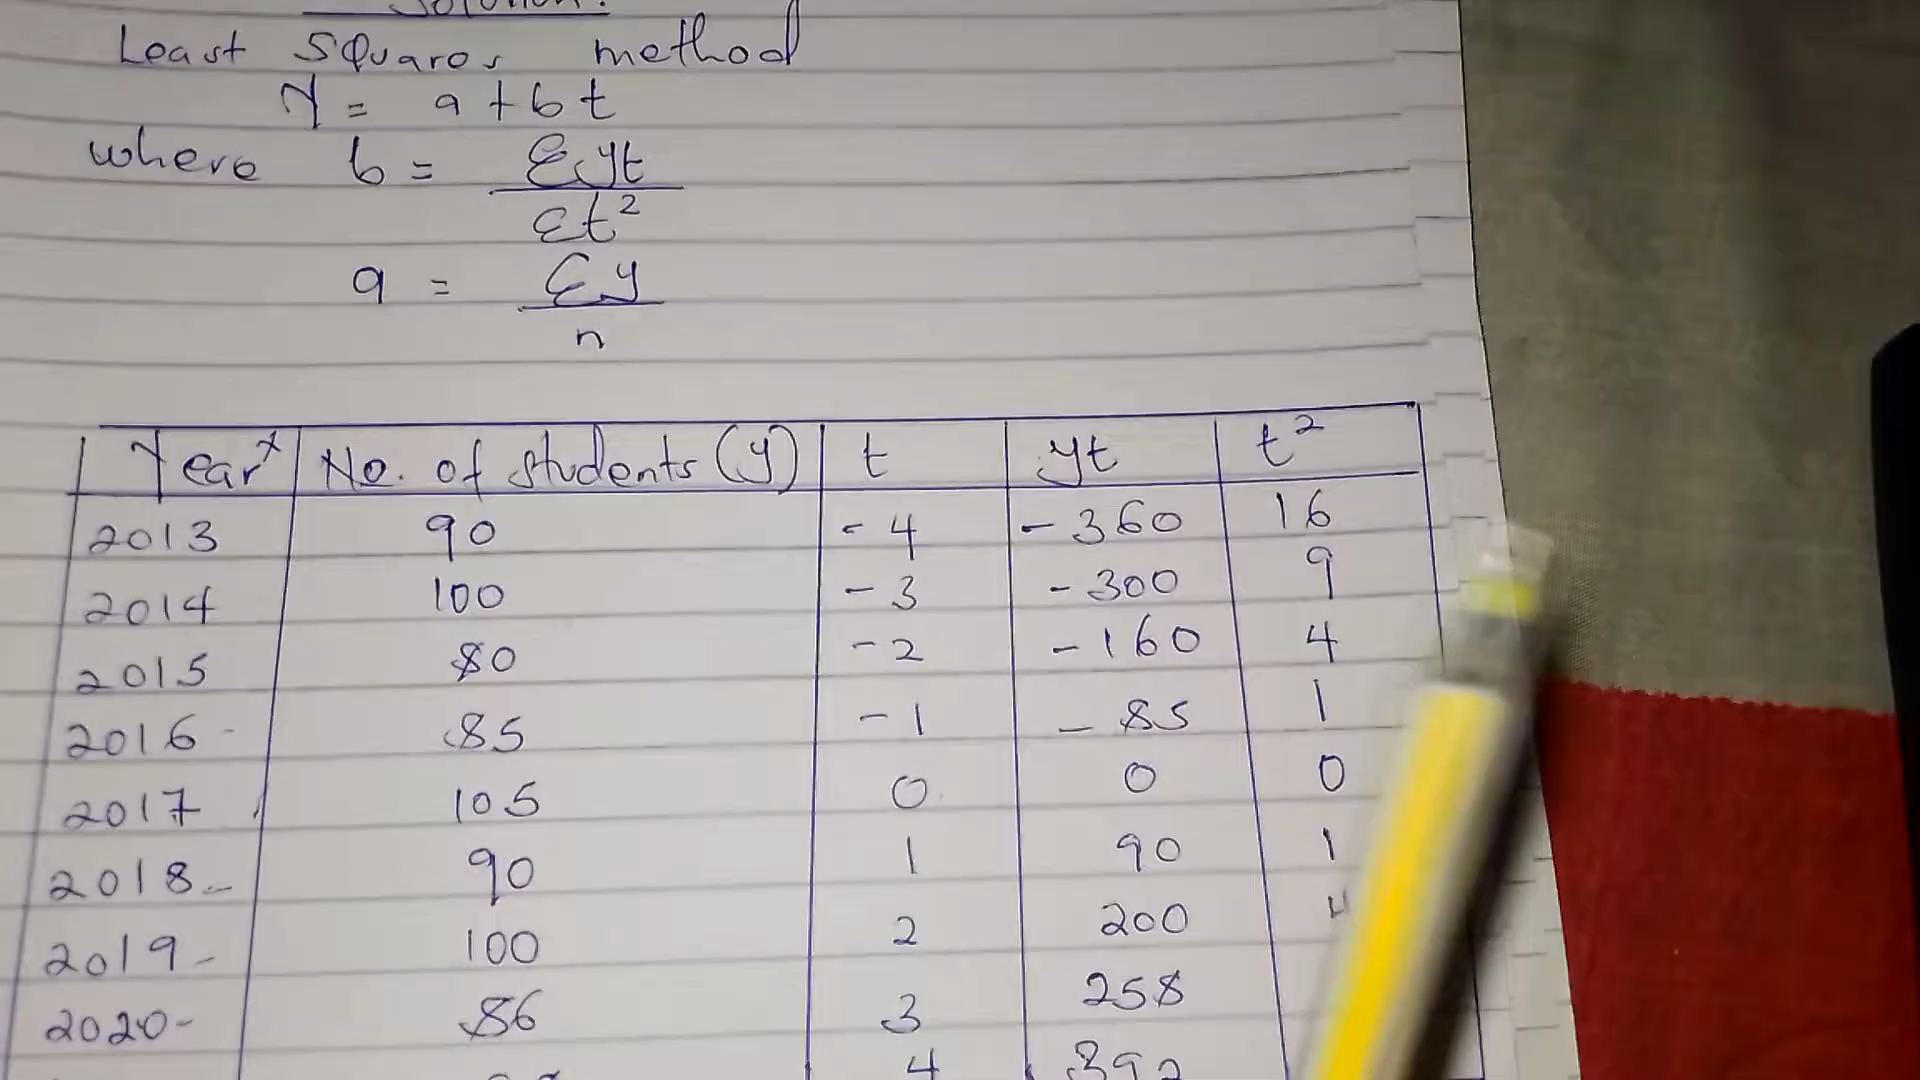 Solution:
Least Squares method
Y = a + bt
where b = Σyt
Σt²
a = Σy
n
Year x No. of students (y) t yt t²
2013 90 -4 -360 16
2014 100 -3 -300 9
2015 80 -2 -160 4
2016 - 85 -1 -85 1
2017 105 0 0 0
2018 - 90 1 90 1
2019 - 100 2 200 4
2020 - 86 3 258
4 392